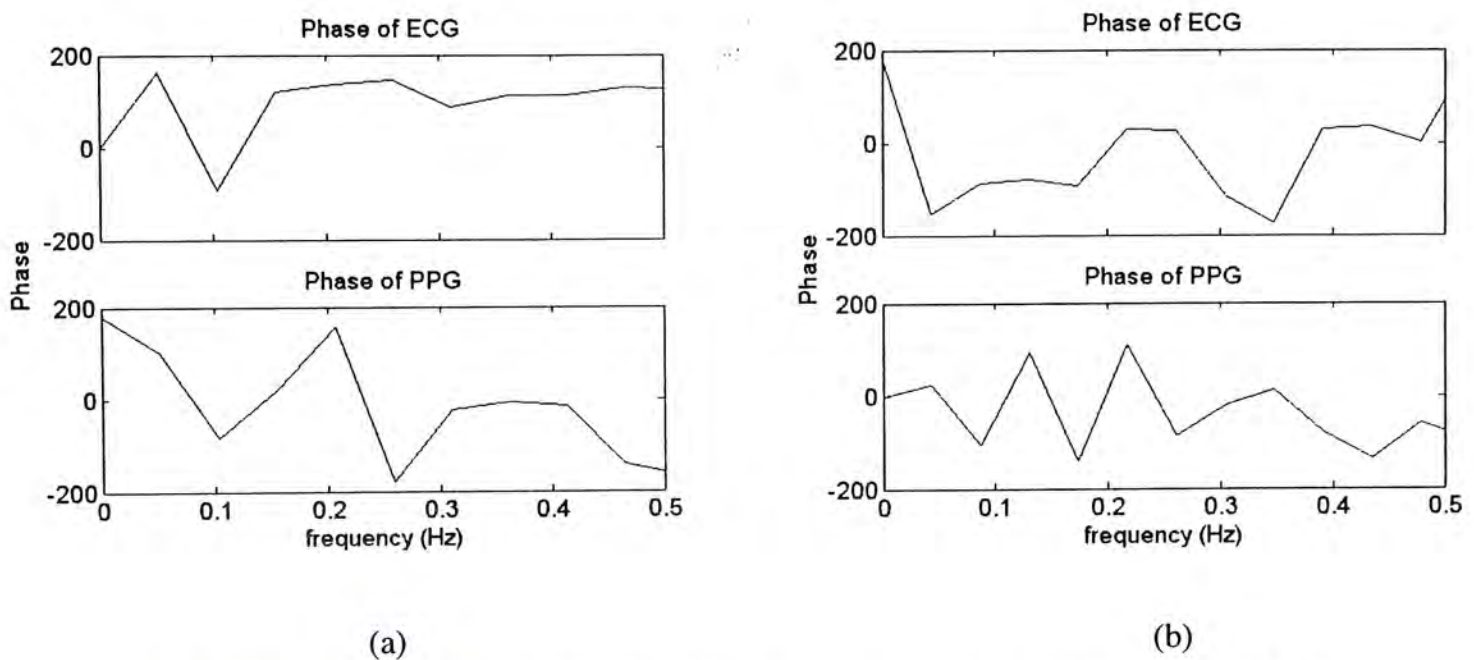 Phase of ECG
200
0
-200
Phase
Phase of PPG
200
0
-200
0 0.1 0.2 0.3 0.4 0.5
frequency (Hz)
(a)
Phase of ECG
200
0
-200
Phase
Phase of PPG
200
0
-200
0 0.1 0.2 0.3 0.4 0.5
frequency (Hz)
(b)